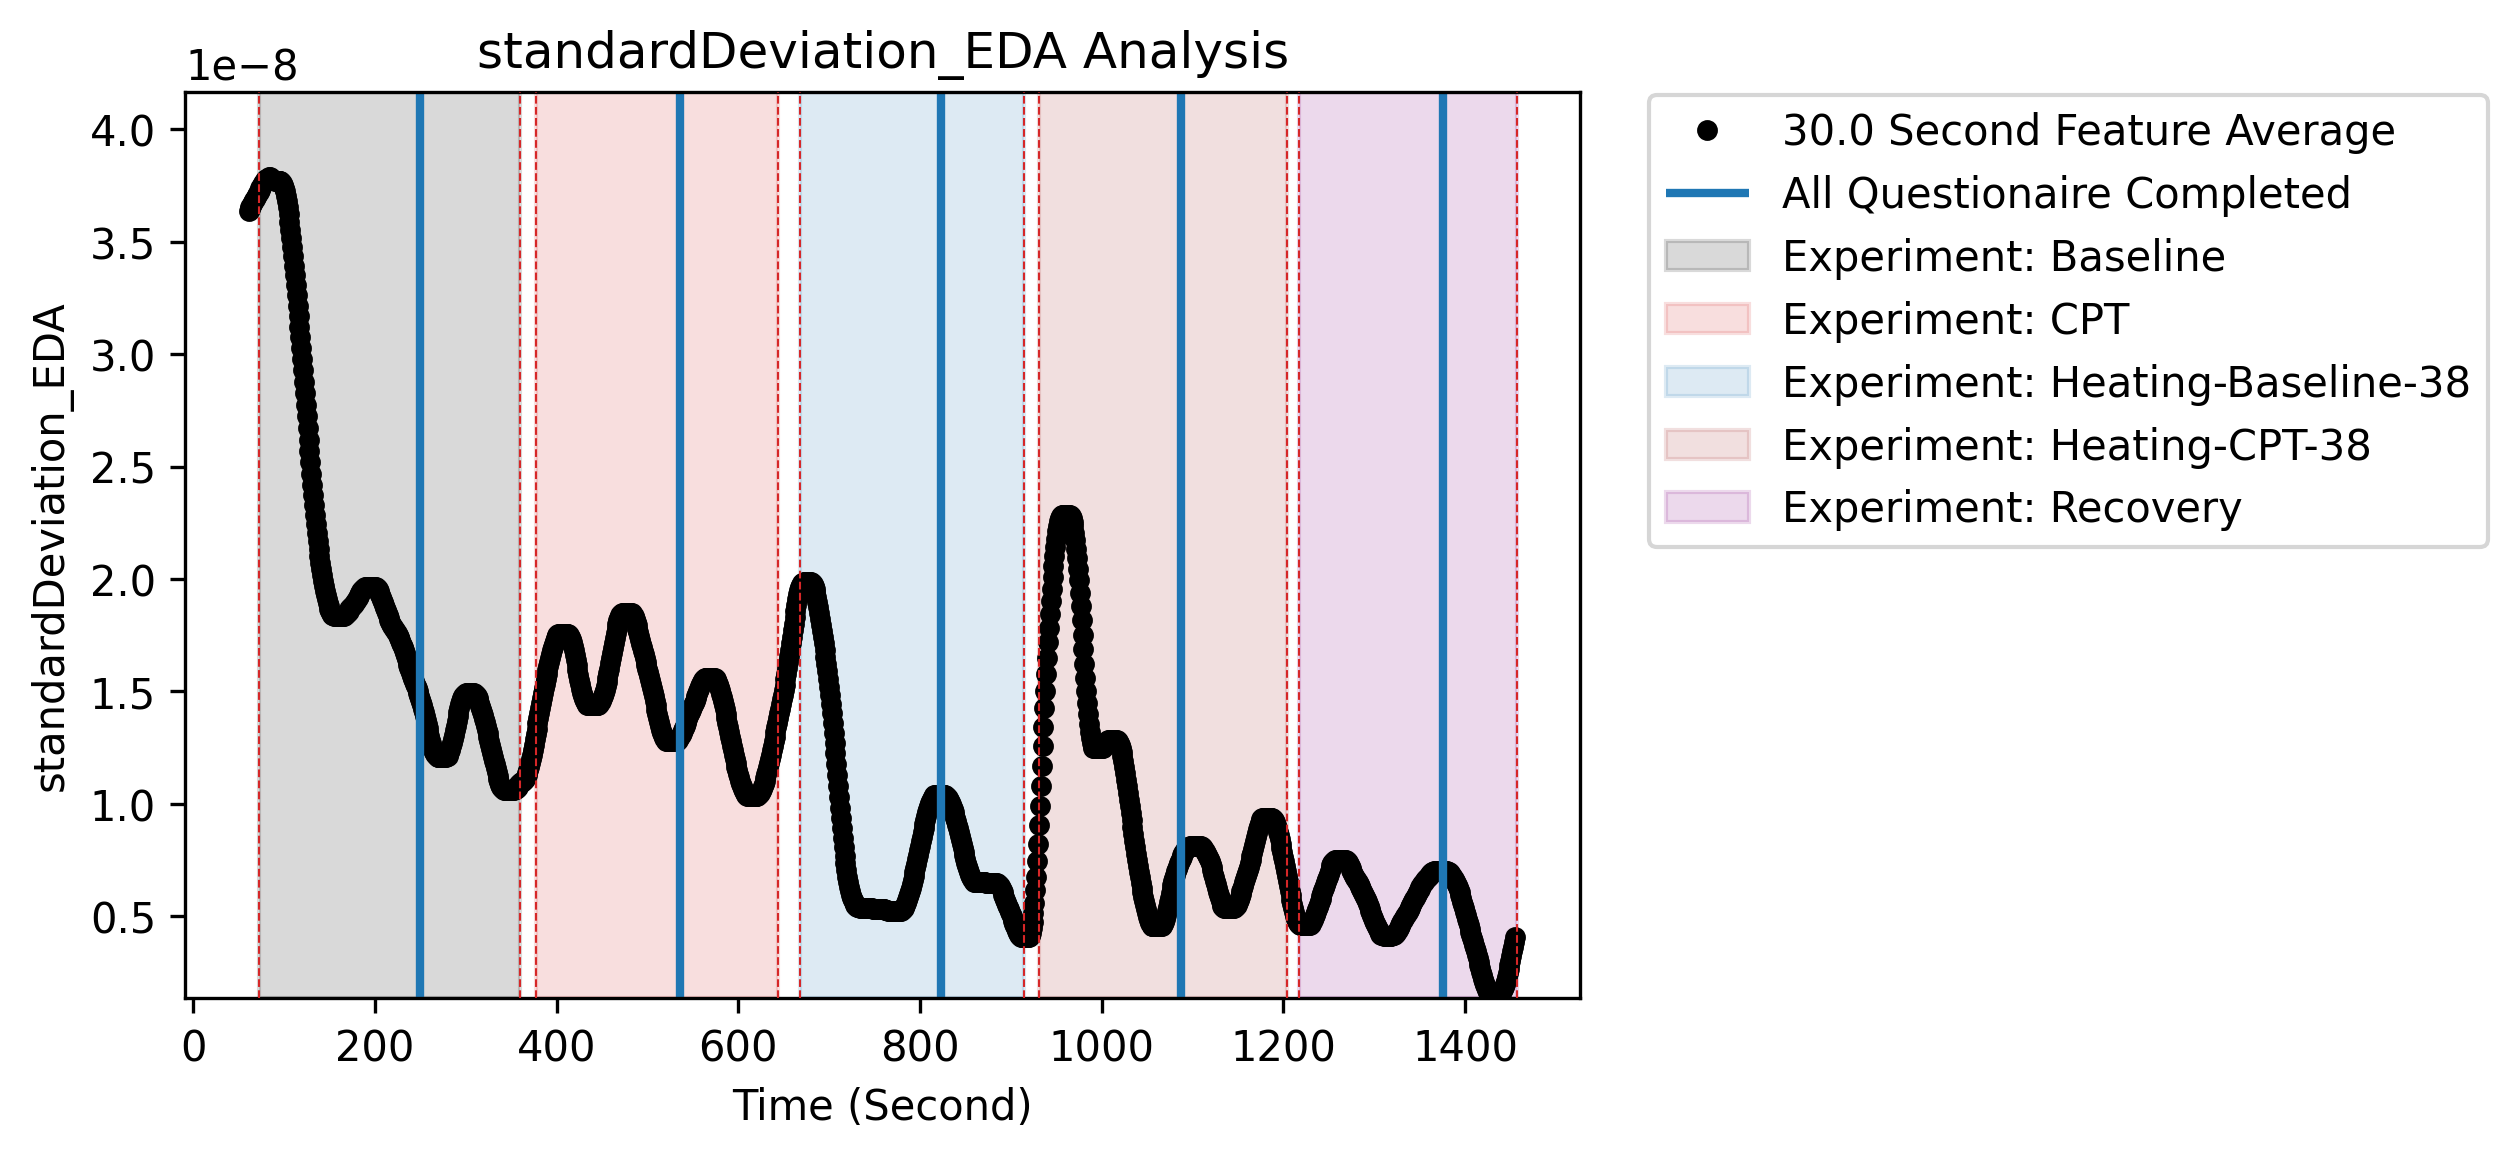 standardDeviation_EDA Analysis
1e−8
4.0
3.5
3.0
2.5
2.0
1.5
1.0
0.5
standardDeviation_EDA
0 200 400 600 800 1000 1200 1400
Time (Second)
30.0 Second Feature Average
All Questionaire Completed
Experiment: Baseline
Experiment: CPT
Experiment: Heating-Baseline-38
Experiment: Heating-CPT-38
Experiment: Recovery